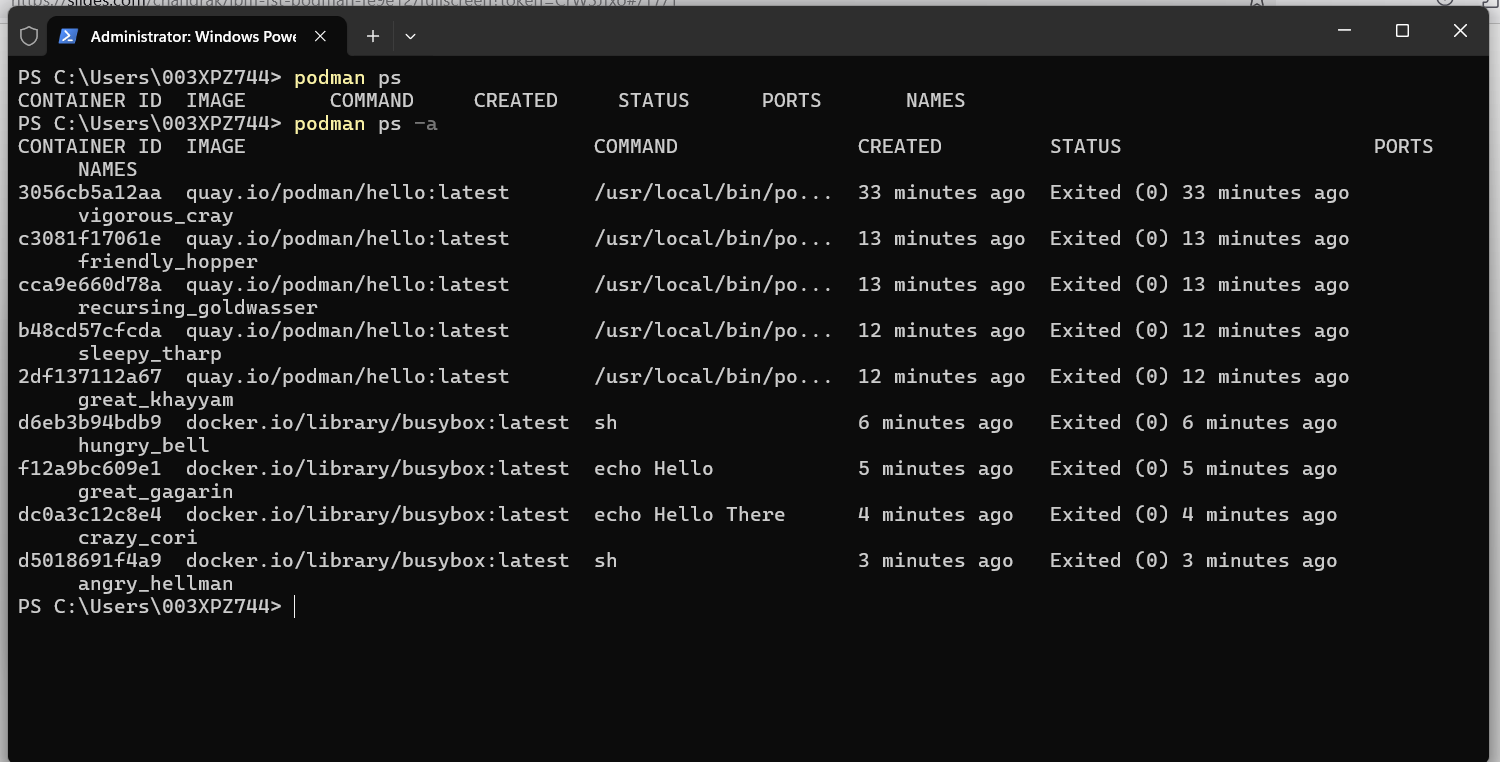 Administrator: Windows Powe
PS C:\Users\003XPZ744> podman ps
CONTAINER ID  IMAGE       COMMAND     CREATED     STATUS      PORTS       NAMES
PS C:\Users\003XPZ744> podman ps -a
CONTAINER ID  IMAGE                             COMMAND               CREATED         STATUS                     PORTS
     NAMES
3056cb5a12aa  quay.io/podman/hello:latest       /usr/local/bin/po...  33 minutes ago  Exited (0) 33 minutes ago
     vigorous_cray
c3081f17061e  quay.io/podman/hello:latest       /usr/local/bin/po...  13 minutes ago  Exited (0) 13 minutes ago
     friendly_hopper
cca9e660d78a  quay.io/podman/hello:latest       /usr/local/bin/po...  13 minutes ago  Exited (0) 13 minutes ago
     recursing_goldwasser
b48cd57cfcda  quay.io/podman/hello:latest       /usr/local/bin/po...  12 minutes ago  Exited (0) 12 minutes ago
     sleepy_tharp
2df137112a67  quay.io/podman/hello:latest       /usr/local/bin/po...  12 minutes ago  Exited (0) 12 minutes ago
     great_khayyam
d6eb3b94bdb9  docker.io/library/busybox:latest  sh                    6 minutes ago   Exited (0) 6 minutes ago
     hungry_bell
f12a9bc609e1  docker.io/library/busybox:latest  echo Hello            5 minutes ago   Exited (0) 5 minutes ago
     great_gagarin
dc0a3c12c8e4  docker.io/library/busybox:latest  echo Hello There      4 minutes ago   Exited (0) 4 minutes ago
     crazy_cori
d5018691f4a9  docker.io/library/busybox:latest  sh                    3 minutes ago   Exited (0) 3 minutes ago
     angry_hellman
PS C:\Users\003XPZ744>